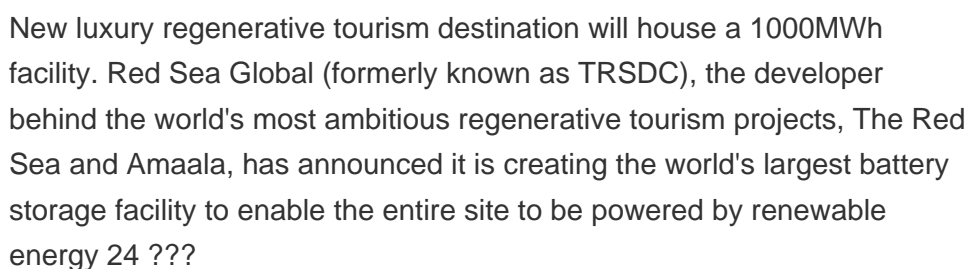 New luxury regenerative tourism destination will house a 1000MWh
facility. Red Sea Global (formerly known as TRSDC), the developer
behind the world's most ambitious regenerative tourism projects, The Red
Sea and Amaala, has announced it is creating the world's largest battery
storage facility to enable the entire site to be powered by renewable
energy 24 ???